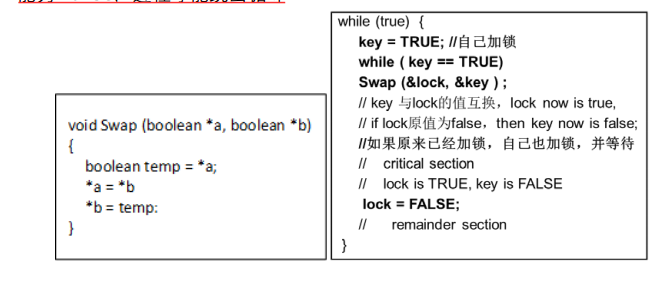 void Swap (boolean *a, boolean *b)
{
boolean temp = *a;
*a = *b
*b = temp:
}
while (true) {
key = TRUE; //自己加锁
while ( key == TRUE)
Swap (&lock, &key ) ;
// key 与lock的值互换，lock now is true,
// if lock原值为false，then key now is false;
//如果原来已经加锁，自己也加锁，并等待
// critical section
// lock is TRUE, key is FALSE
lock = FALSE;
// remainder section
}